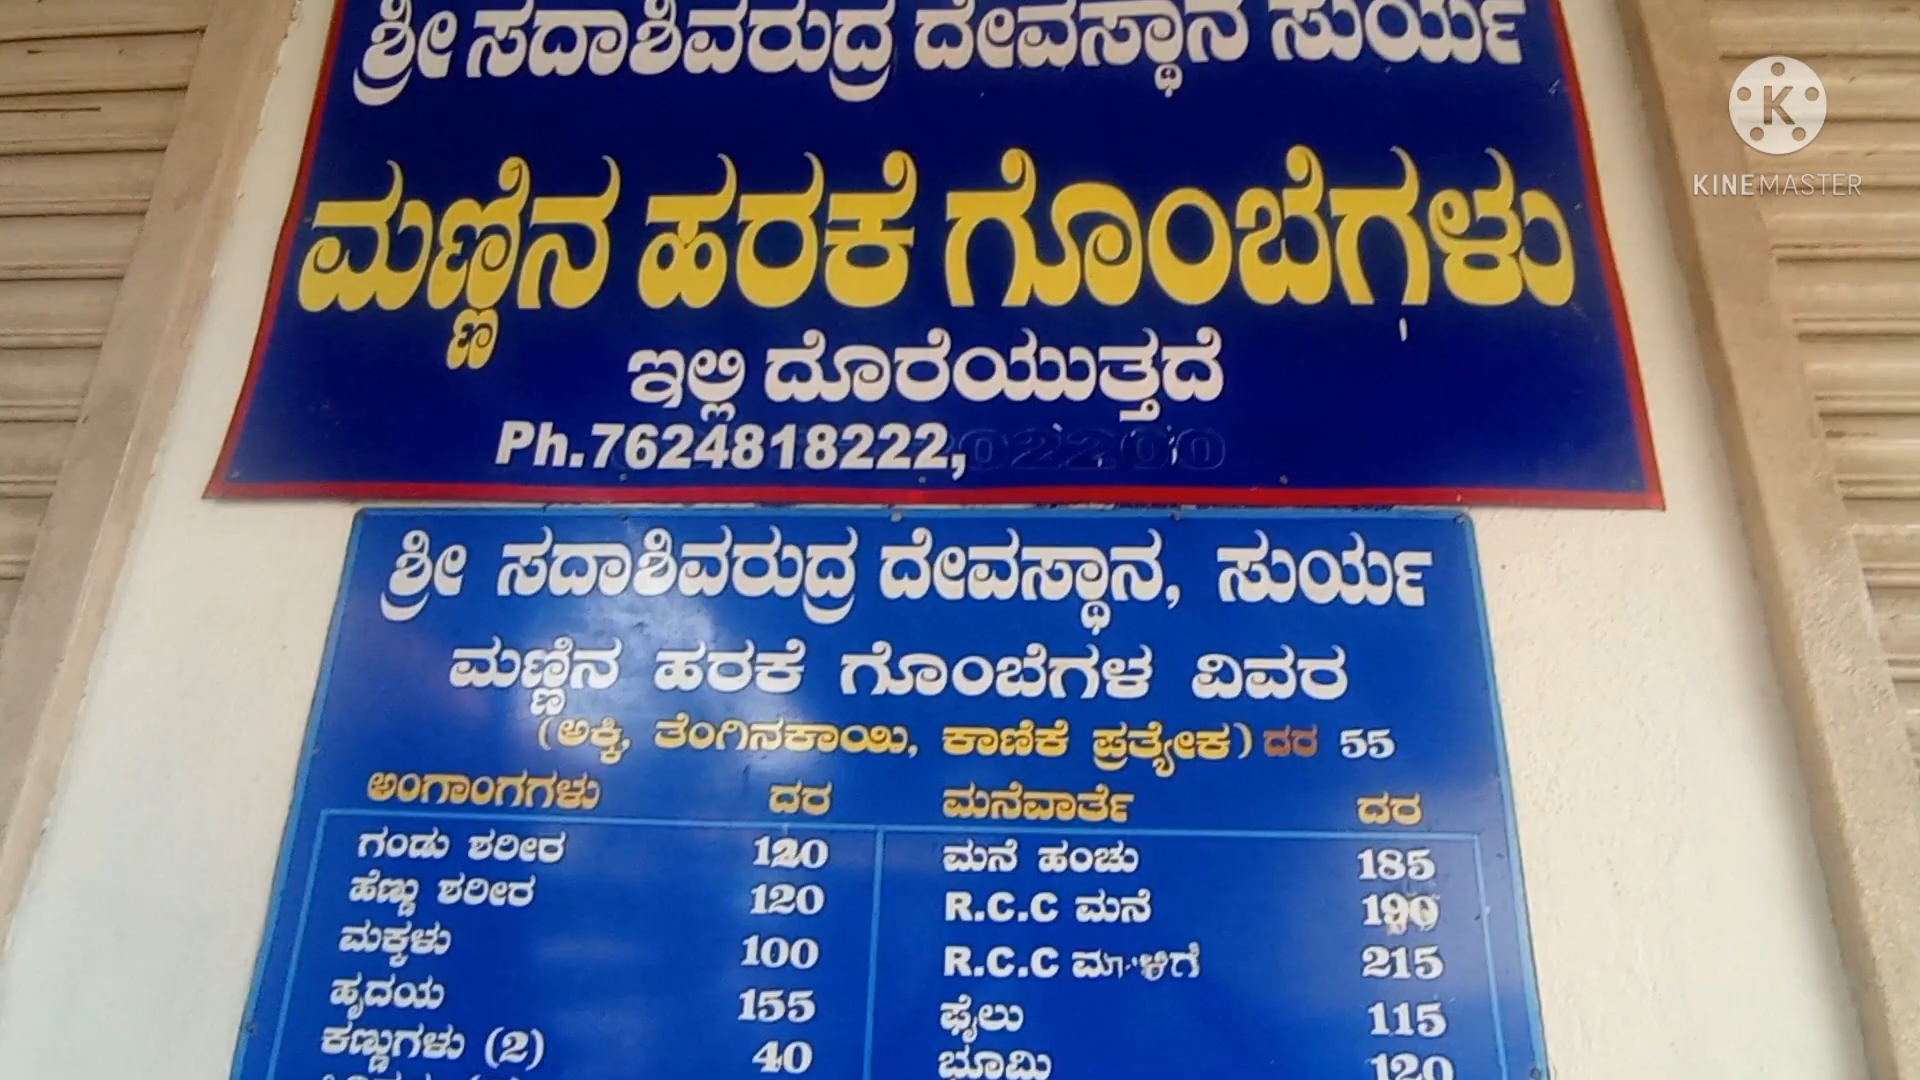 ಶ್ರೀ ಸದಾಶಿವರುದ್ರ ದೇವಸ್ಥಾನ ಸುರ್ಯ
ಮಣ್ಣಿನ ಹರಕೆ ಗೊಂಬೆಗಳು
ಇಲ್ಲಿ ದೊರೆಯುತ್ತದೆ
Ph.7624818222,
ಶ್ರೀ ಸದಾಶಿವರುದ್ರ ದೇವಸ್ಥಾನ, ಸುರ್ಯ
ಮಣ್ಣಿನ ಹರಕೆ ಗೊಂಬೆಗಳ ವಿವರ
(ಅಕ್ಕಿ, ತೆಂಗಿನಕಾಯಿ, ಕಾಣಿಕೆ ಪ್ರತ್ಯೇಕ) ದರ 55
ಅಂಗಾಂಗಗಳು ದರ ಮನೆವಾರ್ತೆ ದರ
ಗಂಡು ಶರೀರ 120 ಮನೆ ಹಂಚು 185
ಹೆಣ್ಣು ಶರೀರ 120 R.C.C ಮನೆ 190
ಮಕ್ಕಳು 100 R.C.C ಮಾಳಿಗೆ 215
ಹೃದಯ 155 ಫೈಲು 115
ಕಣ್ಣುಗಳು (2) 40 ಭೂಮಿ 120
KINEMASTER